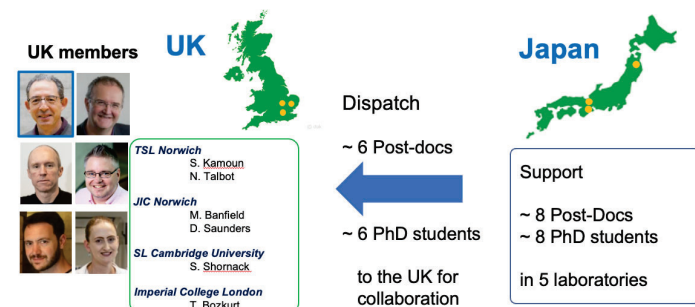 UK members
UK
Japan
TSL Norwich
S. Kamoun
N. Talbot
JIC Norwich
M. Banfield
D. Saunders
SL Cambridge University
S. Shornack
Imperial College London
T. Bozkurt
Dispatch
~ 6 Post-docs
~ 6 PhD students
to the UK for
collaboration
Support
~ 8 Post-Docs
~ 8 PhD students
in 5 laboratories